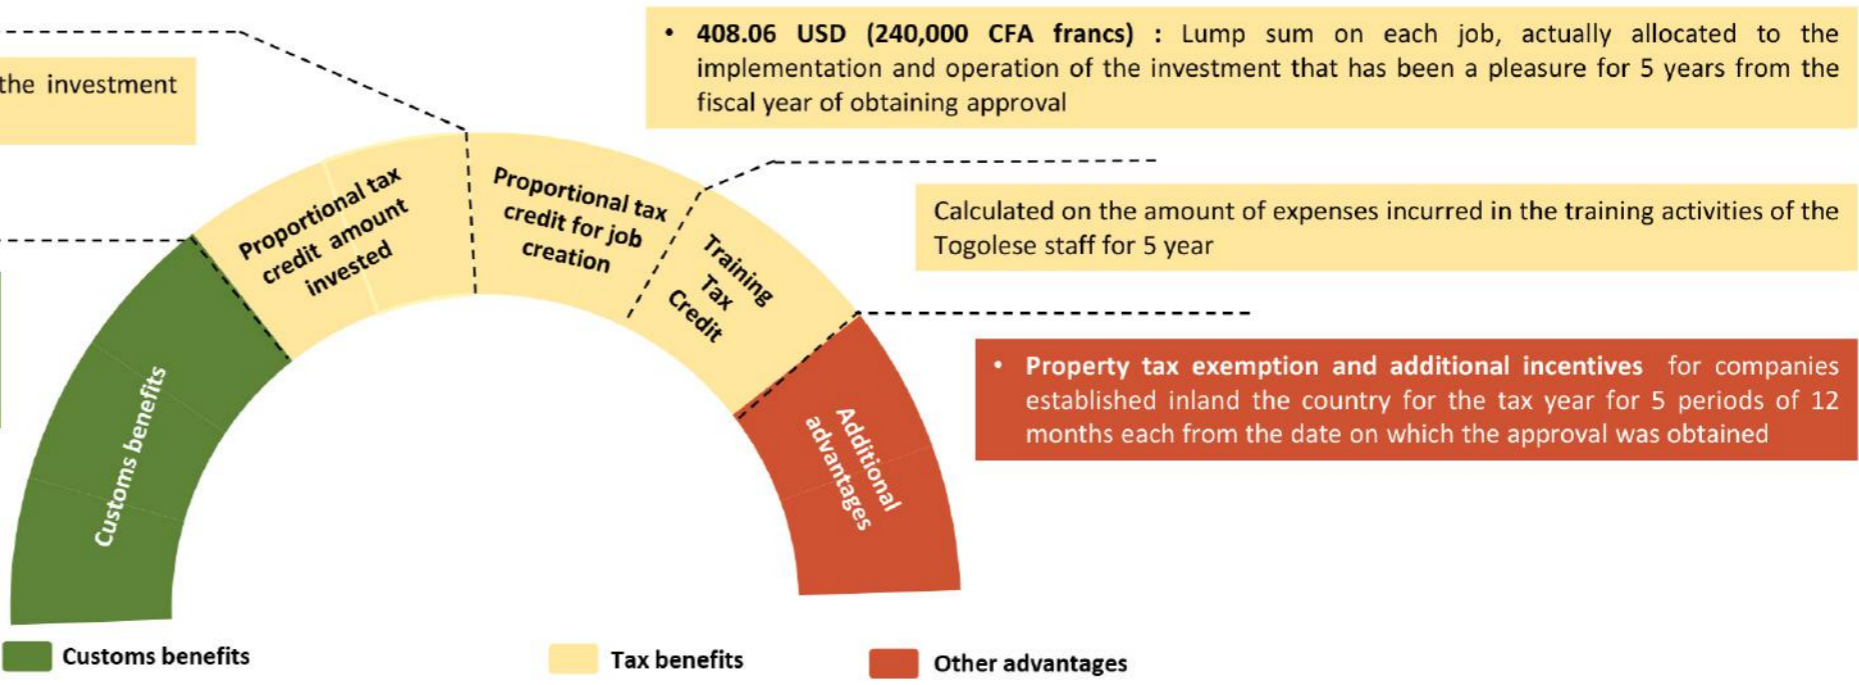 the investment
• 408.06 USD (240,000 CFA francs) : Lump sum on each job, actually allocated to the
implementation and operation of the investment that has been a pleasure for 5 years from the
fiscal year of obtaining approval
Proportional tax
credit amount
invested
Proportional tax
credit for job
creation
Training
Tax
Credit
Calculated on the amount of expenses incurred in the training activities of the
Togolese staff for 5 year
• Property tax exemption and additional incentives for companies
established inland the country for the tax year for 5 periods of 12
months each from the date on which the approval was obtained
Customs benefits
Additional
advantages
Customs benefits
Tax benefits
Other advantages